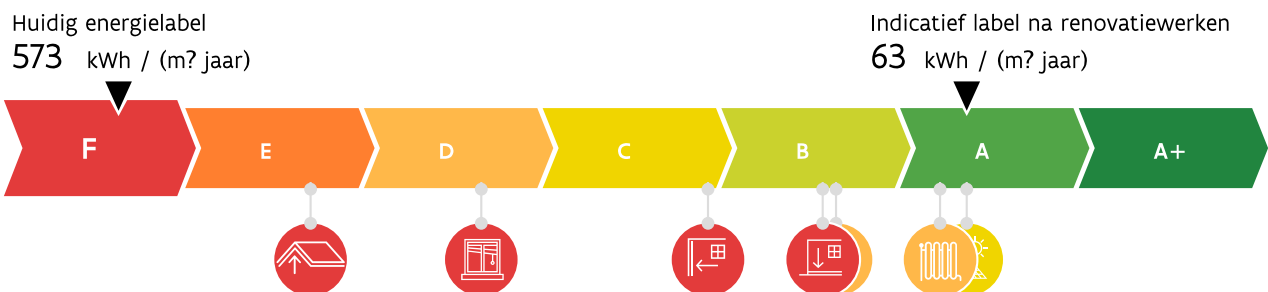 Huidig energielabel
573 kWh / (m? jaar)
Indicatief label na renovatiewerken
63 kWh / (m? jaar)
F E D C B A A+